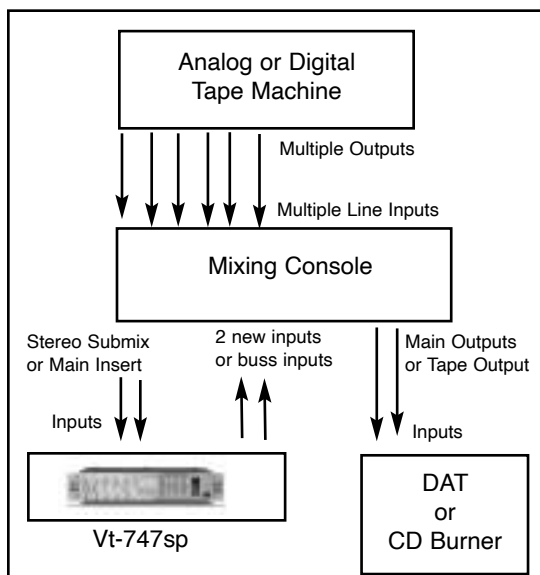 Analog or Digital
Tape Machine
Multiple Outputs
Multiple Line Inputs
Mixing Console
Stereo Submix
or Main Insert
2 new inputs
or buss inputs
Main Outputs
or Tape Output
Inputs
Inputs
Vt-747sp
DAT
or
CD Burner